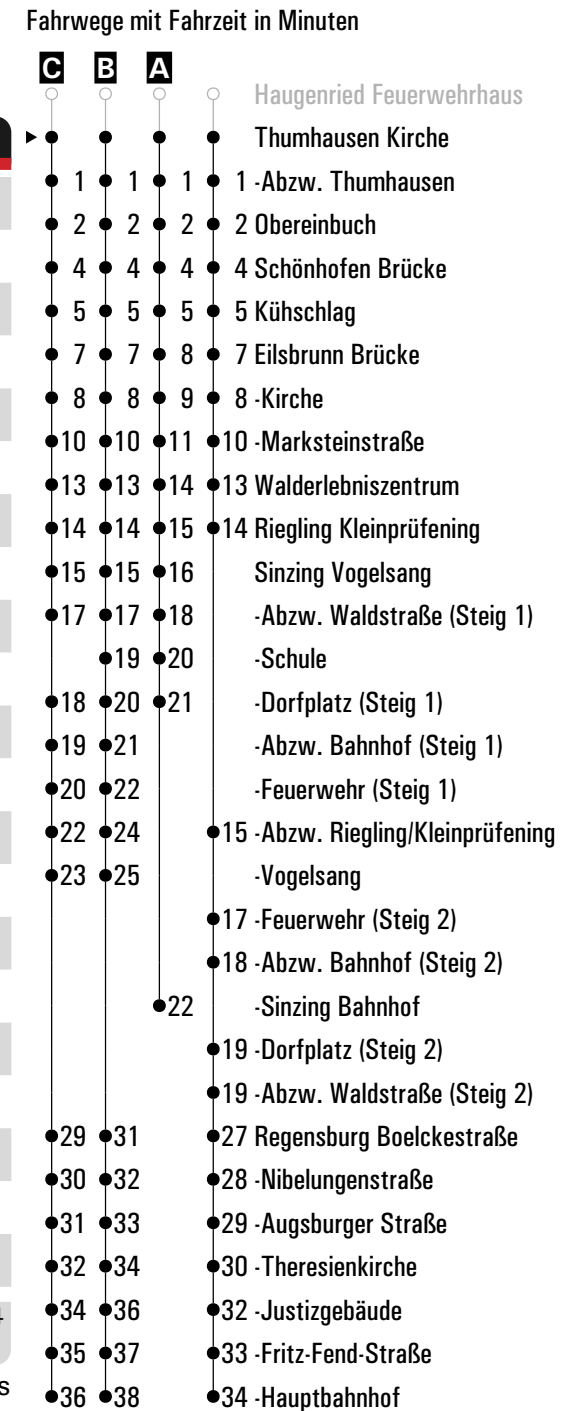 Fahrwege mit Fahrzeit in Minuten
C B A
Haugenried Feuerwehrhaus
Thumhausen Kirche
1 1 1 1 -Abzw. Thumhausen
2 2 2 2 Obereinbuch
4 4 4 4 Schönhofen Brücke
5 5 5 5 Kühschlag
7 7 8 7 Eilsbrunn Brücke
8 8 9 8 -Kirche
10 10 11 10 -Marksteinstraße
13 13 14 13 Walderlebniszentrum
14 14 15 14 Riegling Kleinprüfening
15 15 16 Sinzing Vogelsang
17 17 18 -Abzw. Waldstraße (Steig 1)
19 20 -Schule
18 20 21 -Dorfplatz (Steig 1)
19 21 -Abzw. Bahnhof (Steig 1)
20 22 -Feuerwehr (Steig 1)
22 24 15 -Abzw. Riegling/Kleinprüfening
23 25 -Vogelsang
17 -Feuerwehr (Steig 2)
18 -Abzw. Bahnhof (Steig 2)
22 -Sinzing Bahnhof
19 -Dorfplatz (Steig 2)
19 -Abzw. Waldstraße (Steig 2)
29 31 27 Regensburg Boelckestraße
30 32 28 -Nibelungenstraße
31 33 29 -Augsburger Straße
32 34 30 -Theresienkirche
34 36 32 -Justizgebäude
35 37 33 -Fritz-Fend-Straße
s
36 38 34 -Hauptbahnhof